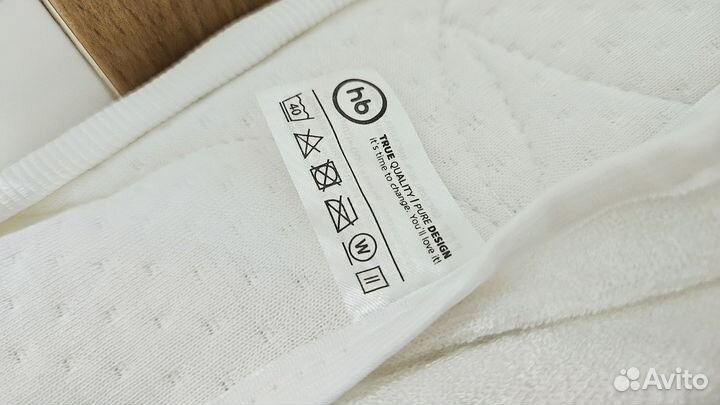 hb
TRUE QUALITY | PURE DESIGN
it's time to change. You'll love it!
40
W
Avito